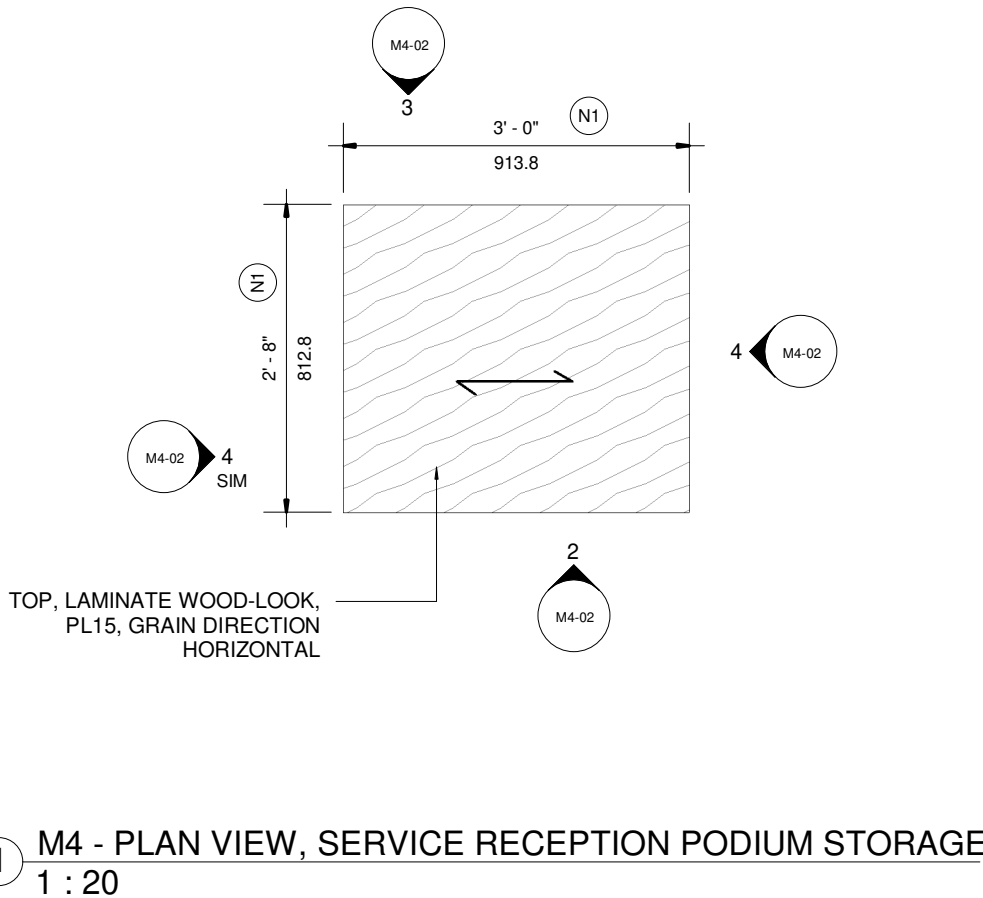 M4-02
3
3' - 0"
N1
913.8
N1
2' - 8"
812.8
4
M4-02
M4-02
4
SIM
2
M4-02
TOP, LAMINATE WOOD-LOOK,
PL15, GRAIN DIRECTION
HORIZONTAL
M4 - PLAN VIEW, SERVICE RECEPTION PODIUM STORAGE
1 : 20